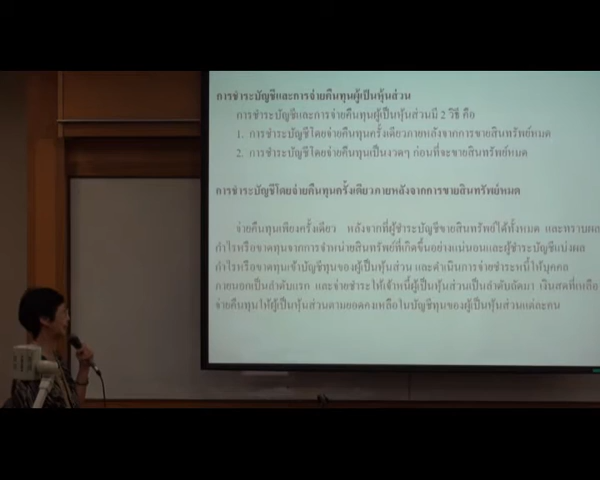 การชำระบัญชีและการจ่ายคืนทุนผู้เป็นหุ้นส่วน
การชำระบัญชีและการจ่ายคืนทุนผู้เป็นหุ้นส่วนมี 2 วิธี คือ
1. การชำระบัญชีโดยจ่ายคืนทุนครั้งเดียวภายหลังจากการขายสินทรัพย์หมด
2. การชำระบัญชีโดยจ่ายคืนทุนเป็นงวดๆ ก่อนที่จะขายสินทรัพย์หมด
การชำระบัญชีโดยจ่ายคืนทุนครั้งเดียวภายหลังจากการขายสินทรัพย์หมด
จ่ายคืนทุนเพียงครั้งเดียว หลังจากที่ผู้ชำระบัญชีขายสินทรัพย์ได้ทั้งหมด และทราบผล
กำไรหรือขาดทุนจากการจำหน่ายสินทรัพย์ที่เกิดขึ้นอย่างแน่นอนและผู้ชำระบัญชีแบ่งผล
กำไรหรือขาดทุนเข้าบัญชีทุนของผู้เป็นหุ้นส่วน และดำเนินการจ่ายชำระหนี้ให้บุคคล
ภายนอกเป็นลำดับแรก และจ่ายชำระให้เจ้าหนี้ผู้เป็นหุ้นส่วนเป็นลำดับถัดมา เงินสดที่เหลือ
จ่ายคืนทุนให้ผู้เป็นหุ้นส่วนตามยอดคงเหลือในบัญชีทุนของผู้เป็นหุ้นส่วนแต่ละคน